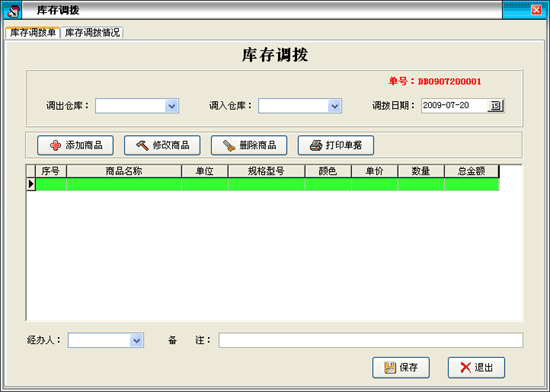 库存调拨
库存调拨单 库存调拨情况
库存调拨
单号：DB0907200001
调出仓库： 调入仓库： 调拨日期： 2009-07-20 15
添加商品 修改商品 删除商品 打印单据
序号 商品名称 单位 规格型号 颜色 单价 数量 总金额
经办人： 备 注：
保存 退出